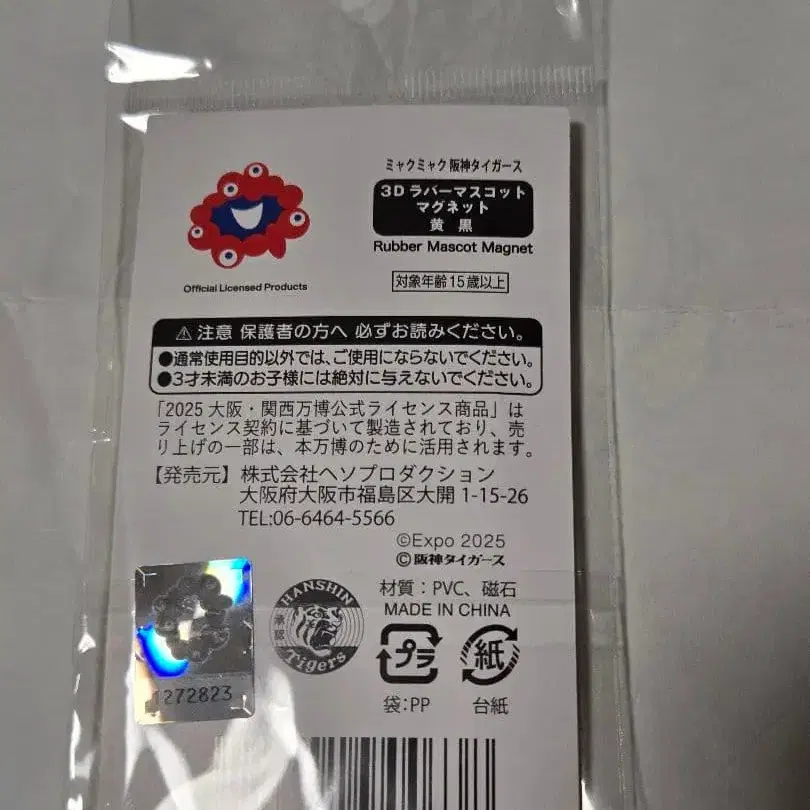 ミャクミャク 阪神タイガース
3D ラバーマスコット
マグネット
黄 黒
Rubber Mascot Magnet
Official Licensed Products
対象年齢15歳以上
⚠注意 保護者の方へ 必ずお読みください。
●通常使用目的以外では、ご使用にならないでください。
●3才未満のお子様には絶対に与えないでください。
「2025 大阪・関西万博公式ライセンス商品」は
ライセンス契約に基づいて製造されており、売
り上げの一部は、本万博のために活用されます。
【発売元】株式会社ヘソプロダクション
大阪府大阪市福島区大開 1-15-26
TEL:06-6464-5566
©Expo 2025
©阪神タイガース
材質：PVC、磁石
MADE IN CHINA
HANSHIN
承認
Tigers
プラ
紙
袋:PP
台紙
1272823